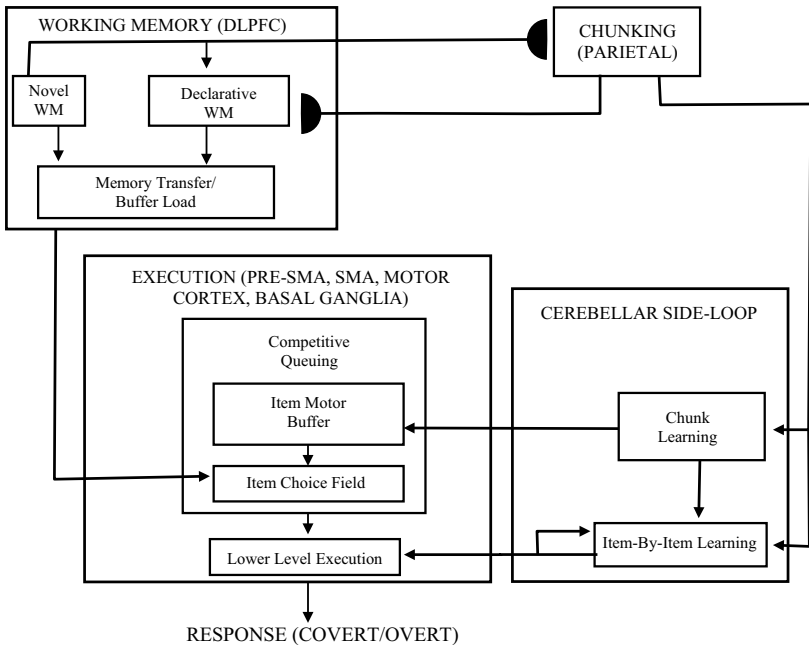 WORKING MEMORY (DLPFC)
CHUNKING
(PARIETAL)
Novel
WM
Declarative
WM
Memory Transfer/
Buffer Load
EXECUTION (PRE-SMA, SMA, MOTOR
CORTEX, BASAL GANGLIA)
CEREBELLAR SIDE-LOOP
Competitive
Queuing
Item Motor
Buffer
Chunk
Learning
Item Choice Field
Item-By-Item Learning
Lower Level Execution
RESPONSE (COVERT/OVERT)